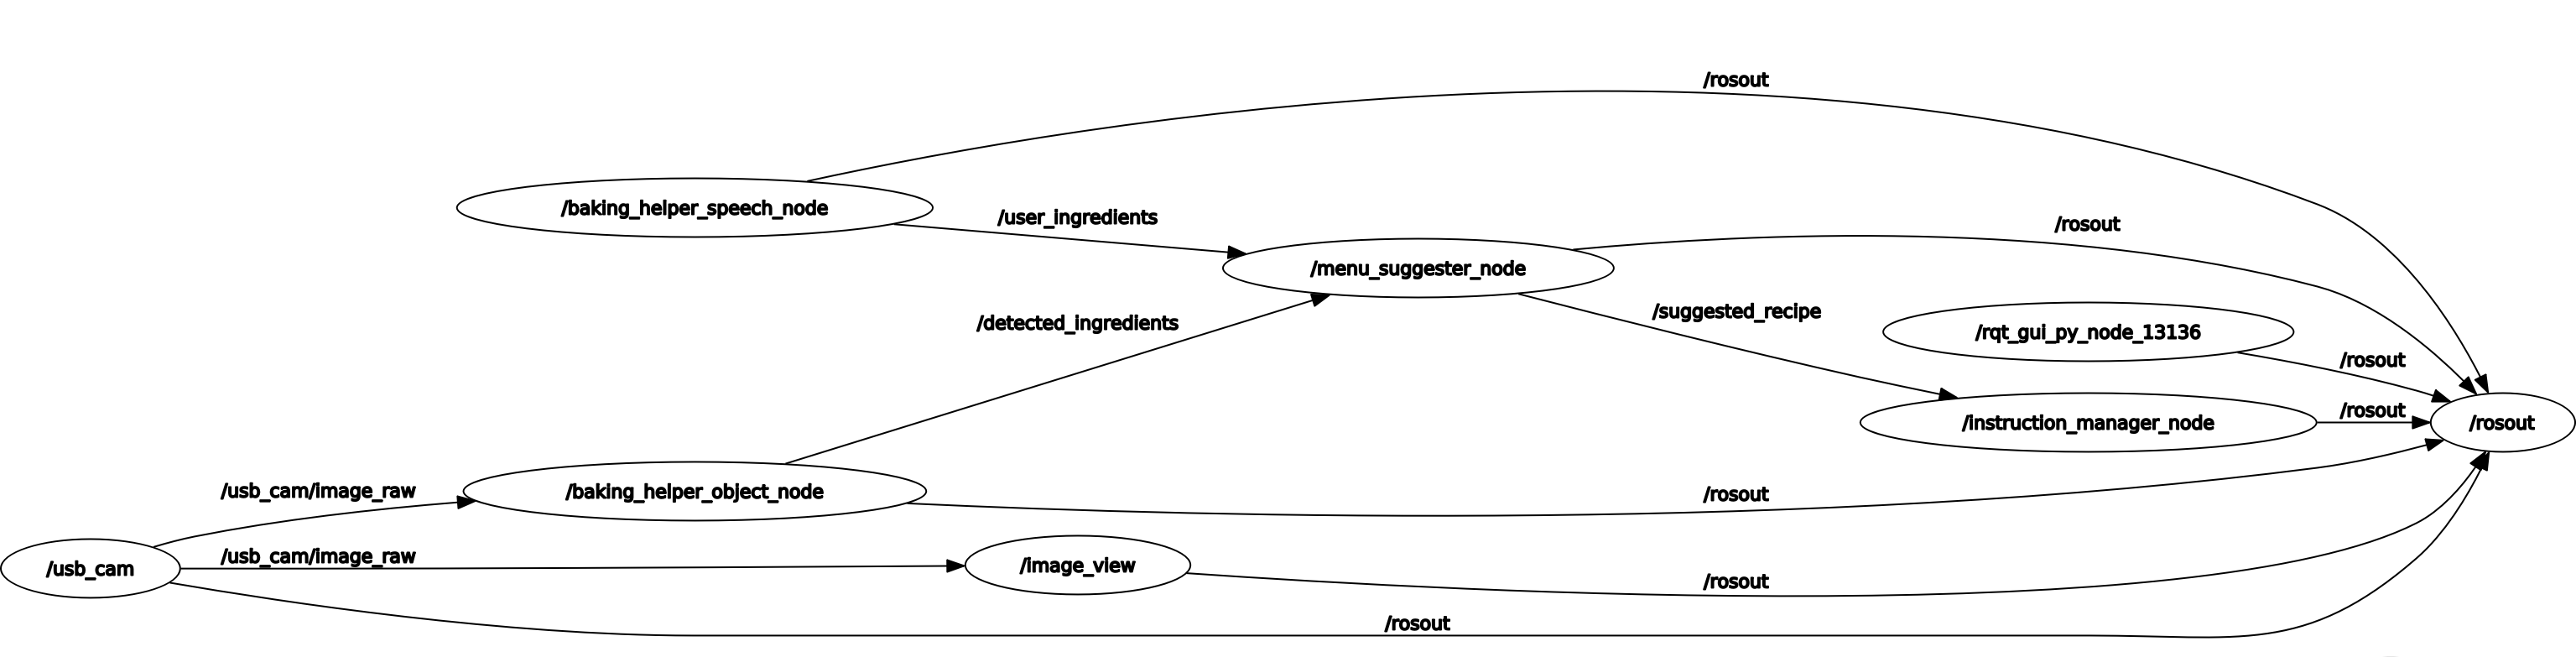 /rosout
/baking_helper_speech_node
/user_ingredients
/rosout
/menu_suggester_node
/detected_ingredients
/suggested_recipe
/rqt_gui_py_node_13136
/rosout
/rosout
/instruction_manager_node
/rosout
/usb_cam/image_raw
/baking_helper_object_node
/rosout
/usb_cam/image_raw
/usb_cam
/image_view
/rosout
/rosout